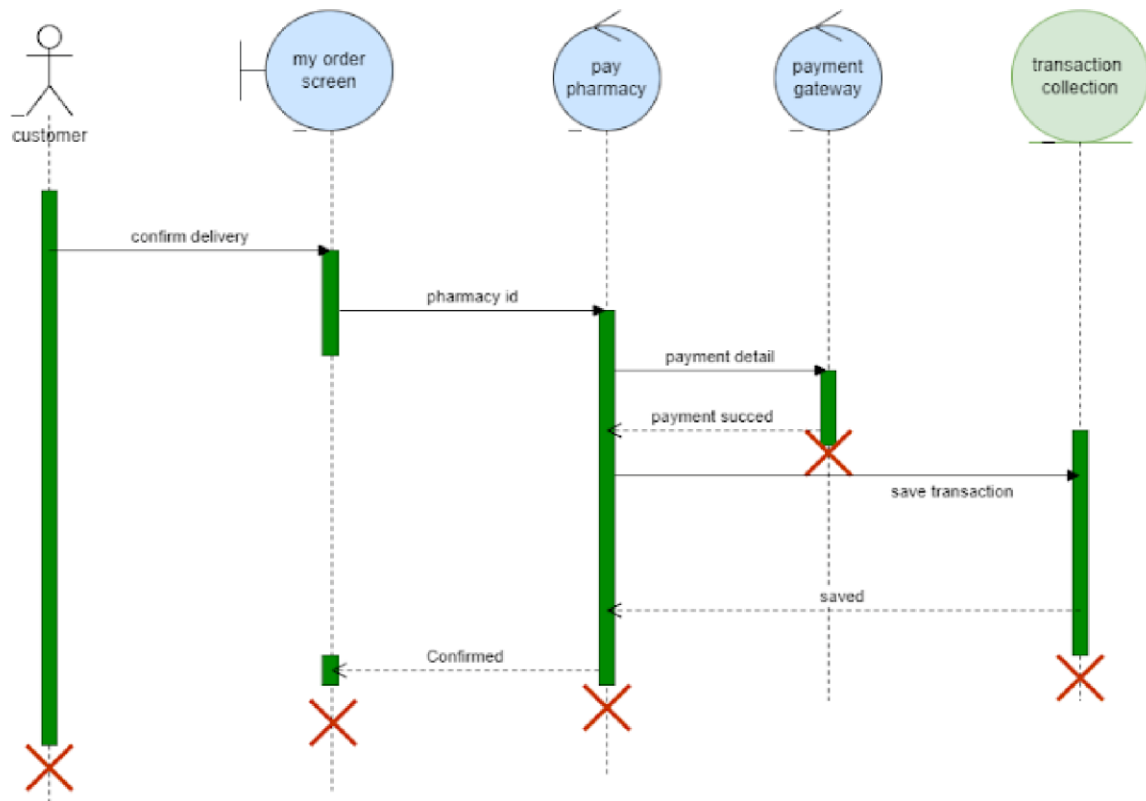 my order
screen
pay
pharmacy
payment
gateway
transaction
collection
customer
confirm delivery
pharmacy id
payment detail
payment succed
save transaction
saved
Confirmed